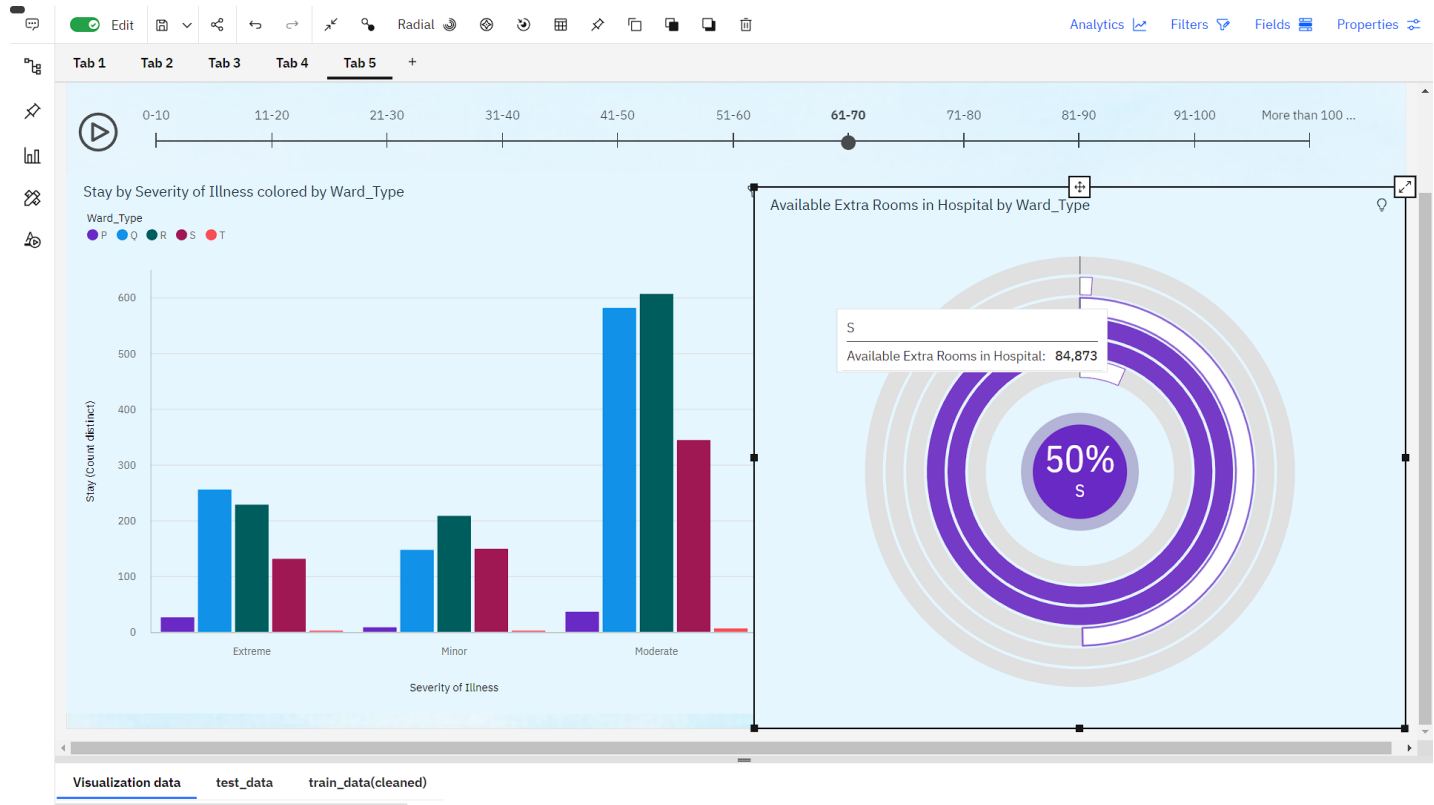 Edit
Radial
Analytics
Filters
Fields
Properties
Tab 1
Tab 2
Tab 3
Tab 4
Tab 5
+
0-10
11-20
21-30
31-40
41-50
51-60
61-70
71-80
81-90
91-100
More than 100 ...
Stay by Severity of Illness colored by Ward_Type
Ward_Type
P
Q
R
S
T
Stay (Count distinct)
600
500
400
300
200
100
0
Extreme
Minor
Moderate
Severity of Illness
Available Extra Rooms in Hospital by Ward_Type
S
Available Extra Rooms in Hospital: 84,873
50%
S
Visualization data
test_data
train_data(cleaned)